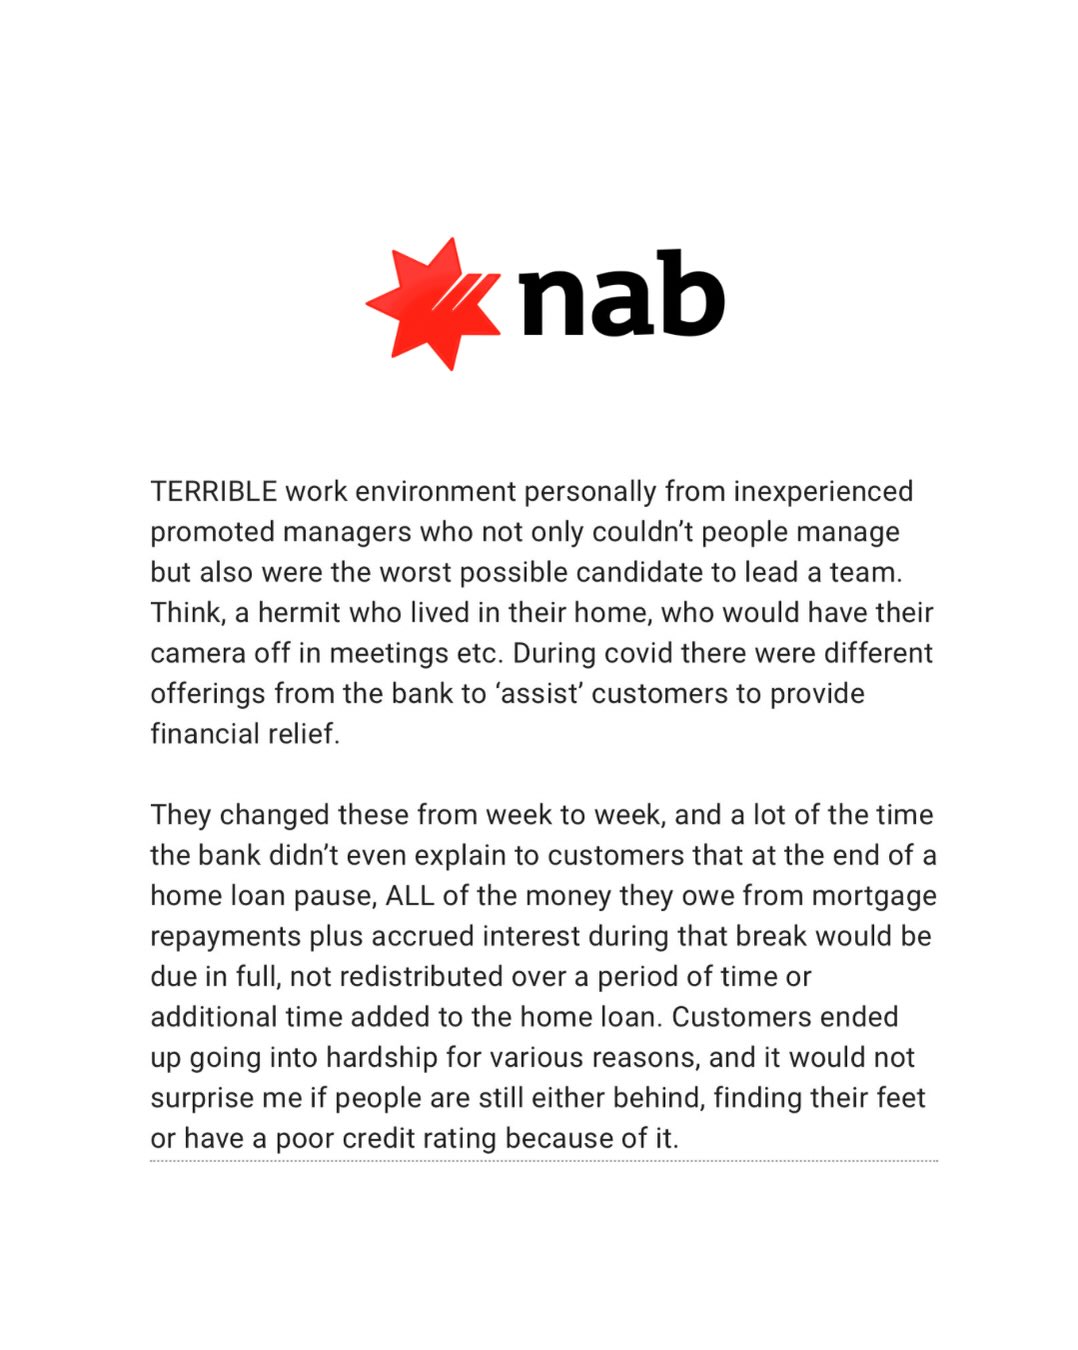 nab
TERRIBLE work environment personally from inexperienced
promoted managers who not only couldn’t people manage
but also were the worst possible candidate to lead a team.
Think, a hermit who lived in their home, who would have their
camera off in meetings etc. During covid there were different
offerings from the bank to ‘assist’ customers to provide
financial relief.
They changed these from week to week, and a lot of the time
the bank didn’t even explain to customers that at the end of a
home loan pause, ALL of the money they owe from mortgage
repayments plus accrued interest during that break would be
due in full, not redistributed over a period of time or
additional time added to the home loan. Customers ended
up going into hardship for various reasons, and it would not
surprise me if people are still either behind, finding their feet
or have a poor credit rating because of it.